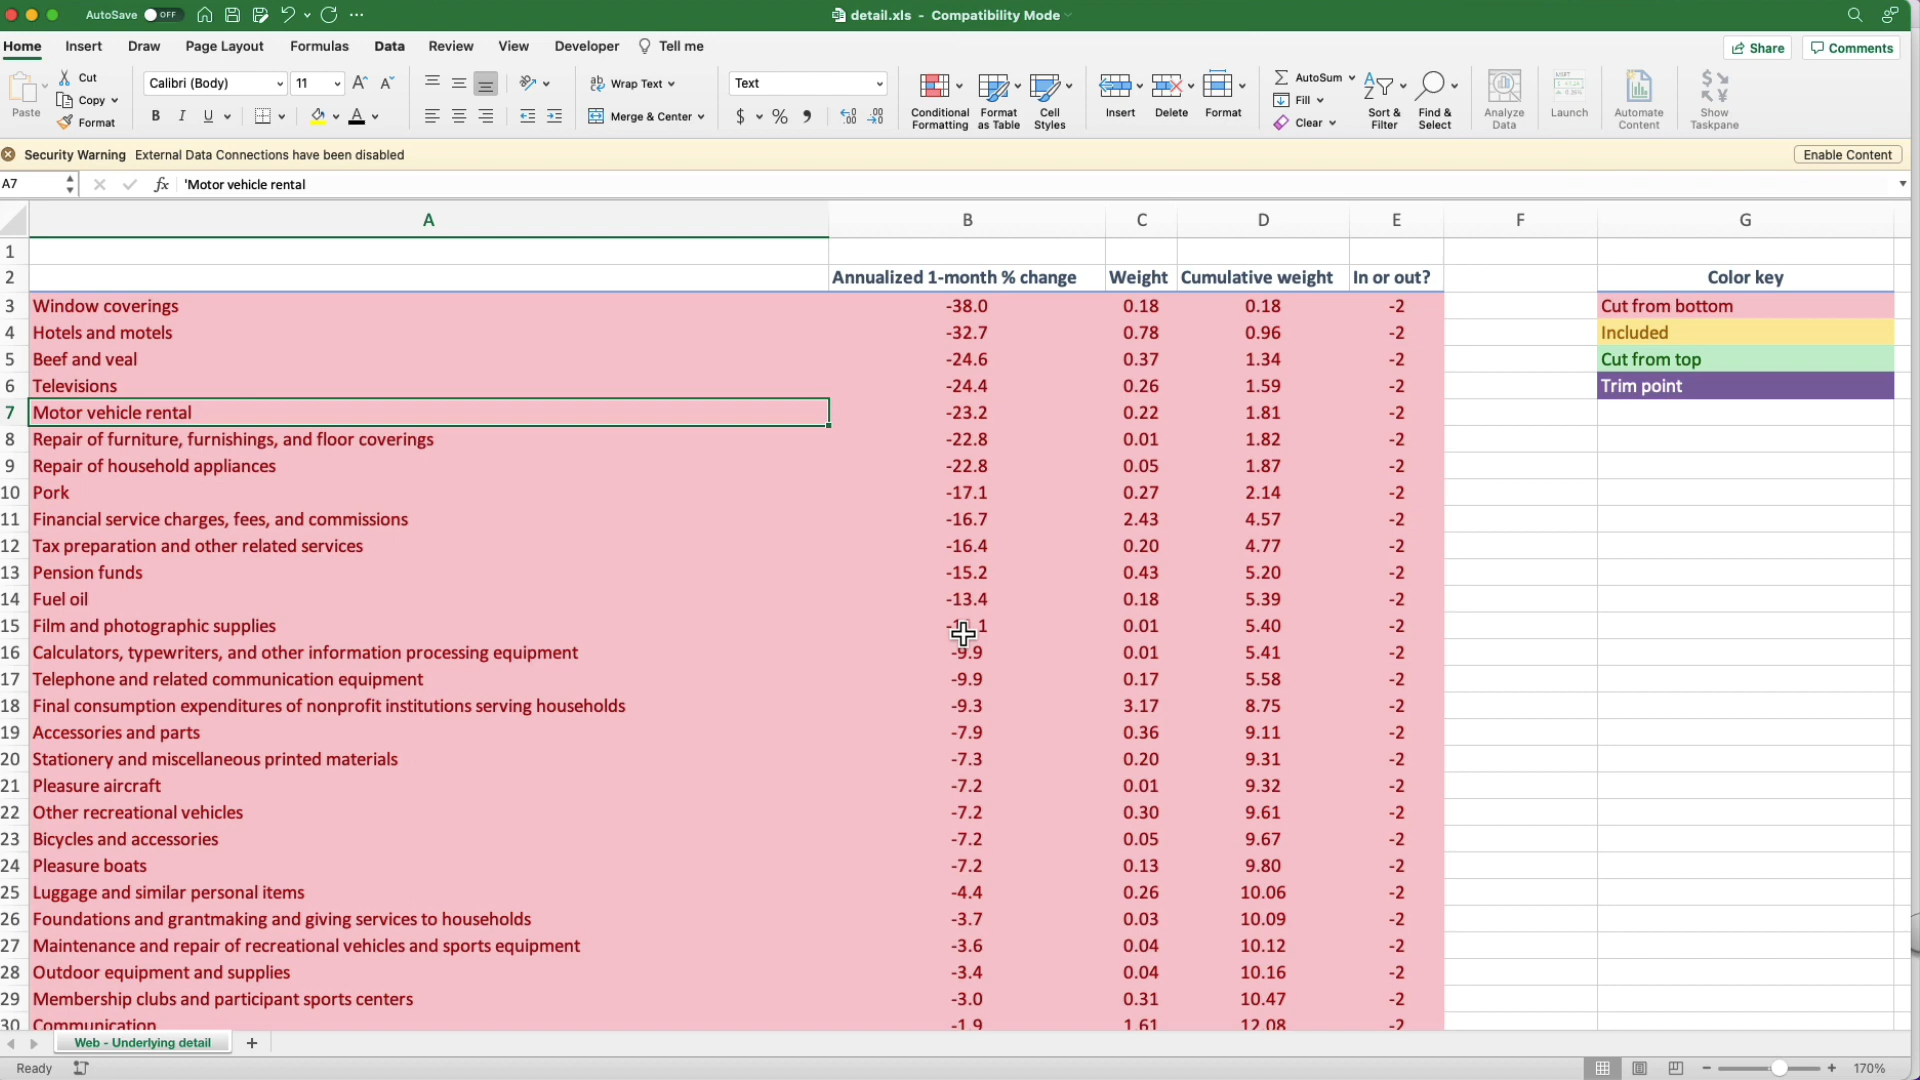 AutoSave OFF detail.xls - Compatibility Mode
Home Insert Draw Page Layout Formulas Data Review View Developer Tell me Share Comments
Paste Cut Copy Format
Calibri (Body) 11 Wrap Text Merge & Center Text
Conditional Formatting Format as Table Cell Styles Insert Delete Format
AutoSum Fill Clear Sort & Filter Find & Select Analyze Data Launch Automate Content Show Taskpane
Security Warning External Data Connections have been disabled Enable Content
A7 fx 'Motor vehicle rental
A B C D E F G
1
2 Annualized 1-month % change Weight Cumulative weight In or out? Color key
3 Window coverings -38.0 0.18 0.18 -2 Cut from bottom
4 Hotels and motels -32.7 0.78 0.96 -2 Included
5 Beef and veal -24.6 0.37 1.34 -2 Cut from top
6 Televisions -24.4 0.26 1.59 -2 Trim point
7 Motor vehicle rental -23.2 0.22 1.81 -2
8 Repair of furniture, furnishings, and floor coverings -22.8 0.01 1.82 -2
9 Repair of household appliances -22.8 0.05 1.87 -2
10 Pork -17.1 0.27 2.14 -2
11 Financial service charges, fees, and commissions -16.7 2.43 4.57 -2
12 Tax preparation and other related services -16.4 0.20 4.77 -2
13 Pension funds -15.2 0.43 5.20 -2
14 Fuel oil -13.4 0.18 5.39 -2
15 Film and photographic supplies 0.01 5.40 -2
16 Calculators, typewriters, and other information processing equipment -9.9 0.01 5.41 -2
17 Telephone and related communication equipment -9.9 0.17 5.58 -2
18 Final consumption expenditures of nonprofit institutions serving households -9.3 3.17 8.75 -2
19 Accessories and parts -7.9 0.36 9.11 -2
20 Stationery and miscellaneous printed materials -7.3 0.20 9.31 -2
21 Pleasure aircraft -7.2 0.01 9.32 -2
22 Other recreational vehicles -7.2 0.30 9.61 -2
23 Bicycles and accessories -7.2 0.05 9.67 -2
24 Pleasure boats -7.2 0.13 9.80 -2
25 Luggage and similar personal items -4.4 0.26 10.06 -2
26 Foundations and grantmaking and giving services to households -3.7 0.03 10.09 -2
27 Maintenance and repair of recreational vehicles and sports equipment -3.6 0.04 10.12 -2
28 Outdoor equipment and supplies -3.4 0.04 10.16 -2
29 Membership clubs and participant sports centers -3.0 0.31 10.47 -2
30 Communication -1.9 1.61 12.08 -2
Web - Underlying detail
Ready 170%